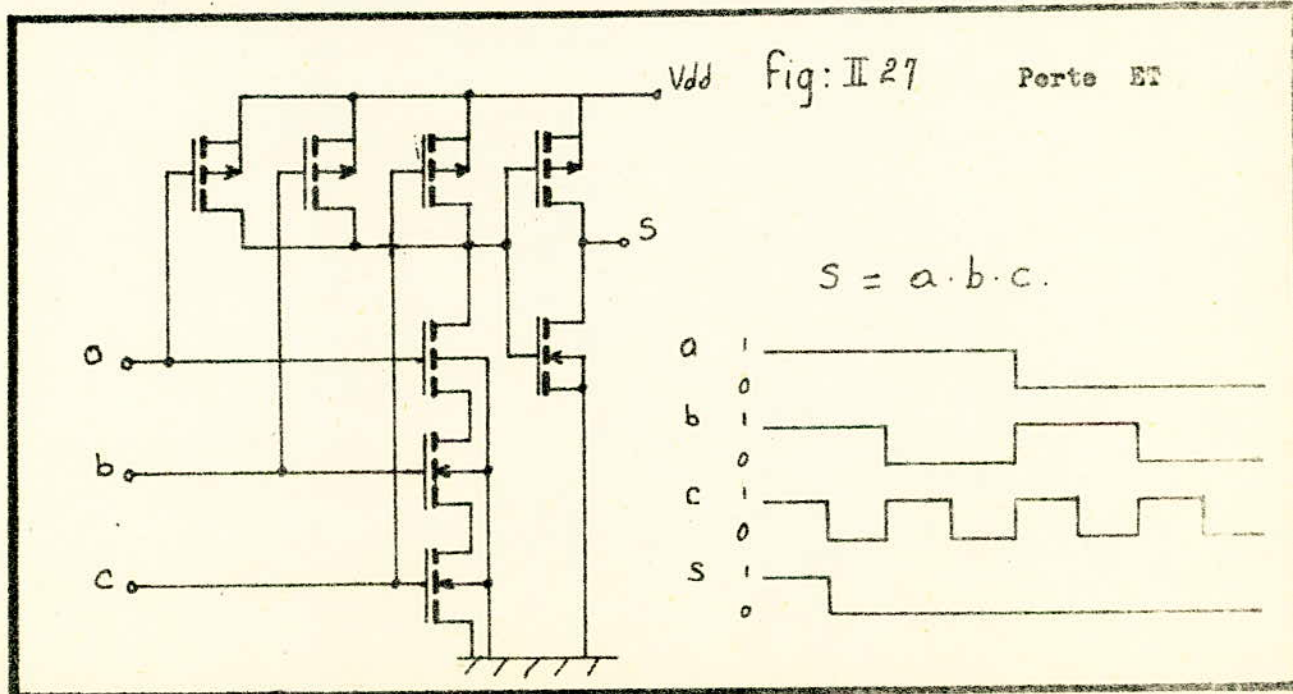 Vdd fig: II 27 Porte ET
S
S = a.b.c.
a
b
c
a 1
0
b 1
0
c 1
0
S 1
0